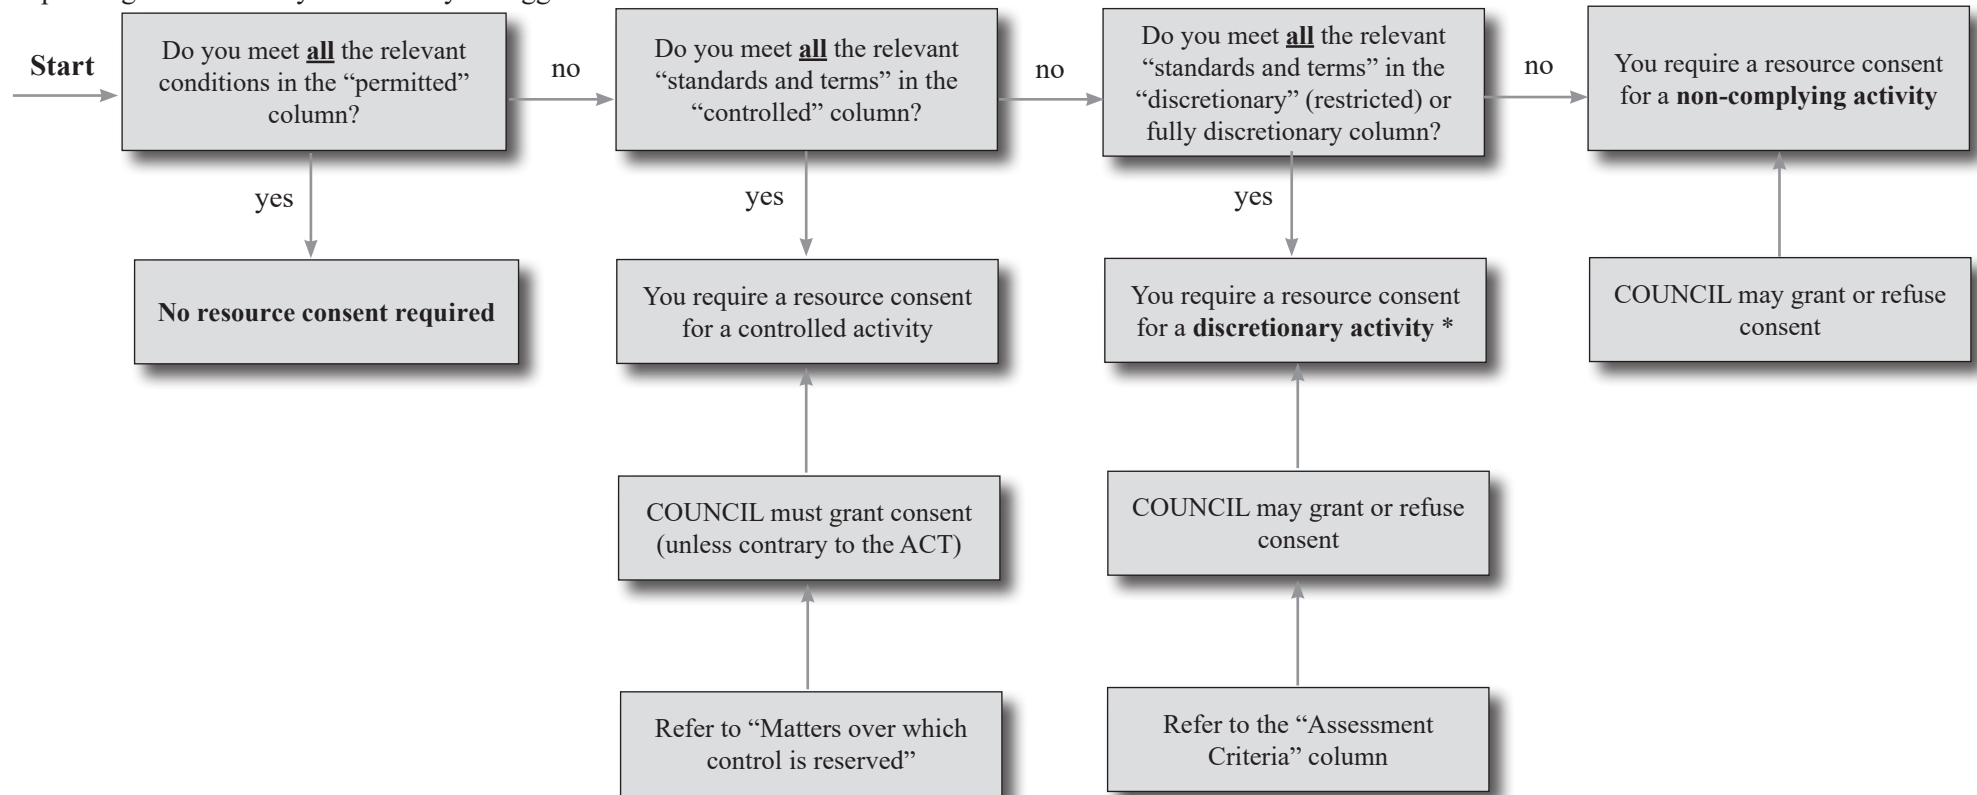 Start
Do you meet all the relevant
conditions in the “permitted”
column?
no
Do you meet all the relevant
“standards and terms” in the
“controlled” column?
no
Do you meet all the relevant
“standards and terms” in the
“discretionary” (restricted) or
fully discretionary column?
no
You require a resource consent
for a non-complying activity
yes
yes
yes
No resource consent required
You require a resource consent
for a controlled activity
You require a resource consent
for a discretionary activity *
COUNCIL may grant or refuse
consent
COUNCIL must grant consent
(unless contrary to the ACT)
COUNCIL may grant or refuse
consent
Refer to “Matters over which
control is reserved”
Refer to the “Assessment
Criteria” column